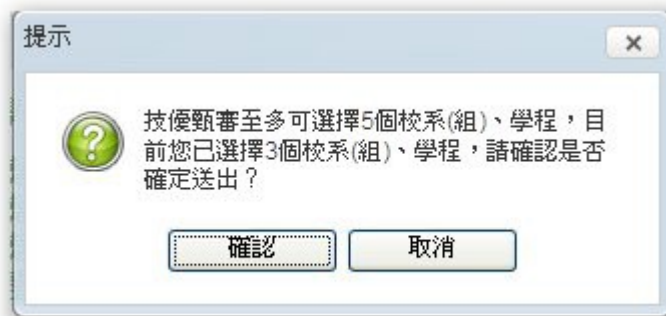 提示
技優甄審至多可選擇5個校系(組)、學程，目
前您已選擇3個校系(組)、學程，請確認是否
確定送出？
確認 取消